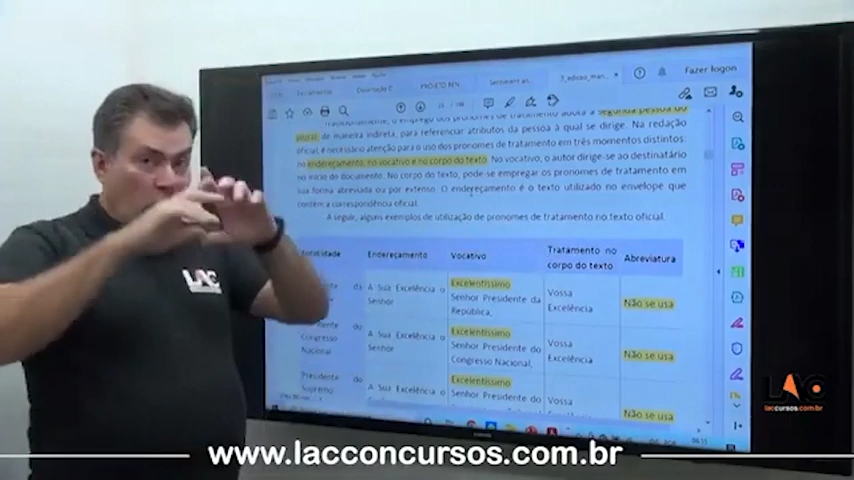 Fazer logon
PROJETO BEN
Tradicionalmente, o emprego dos pronomes de tratamento adota a segunda pessoa do
plural, de maneira indireta, para referenciar atributos da pessoa à qual se dirige. Na redação
oficial, é necessário atenção para o uso dos pronomes de tratamento em três momentos distintos:
no endereçamento, no vocativo e no corpo do texto. No vocativo, o autor dirige-se ao destinatário
no início do documento. No corpo do texto, pode-se empregar os pronomes de tratamento em
sua forma abreviada ou por extenso. O endereçamento é o texto utilizado no envelope que
contém a correspondência oficial.
A seguir, alguns exemplos de utilização de pronomes de tratamento no texto oficial.
Endereçamento Vocativo Tratamento no corpo do texto Abreviatura
da
A Sua Excelência o Senhor
Excelentíssimo Senhor Presidente da República,
Vossa Excelência
Não se usa
do Congresso Nacional
A Sua Excelência o Senhor
Excelentíssimo Senhor Presidente do Congresso Nacional,
Vossa Excelência
Não se usa
Presidente do Supremo
A Sua Excelência o
Excelentíssimo Senhor Presidente do
Vossa
Não se usa
LAC
LAC
laccursos.com.br
www.lacconcursos.com.br